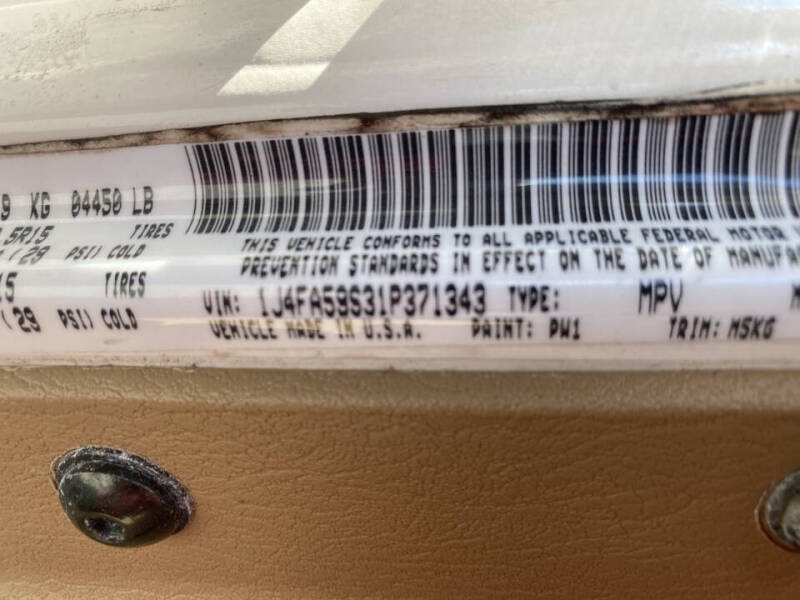 9 KG 04450 LB
5R15 TIRES
/ 29 PSI) COLD
THIS VEHICLE CONFORMS TO ALL APPLICABLE FEDERAL MOTOR
PREVENTION STANDARDS IN EFFECT ON THE DATE OF MANUFA
15 TIRES
VIN: 1J4FA59S31P371343 TYPE: MPV
/ 29 PSI) COLD
VEHICLE MADE IN U.S.A. PAINT: PW1 TRIM: M5KG